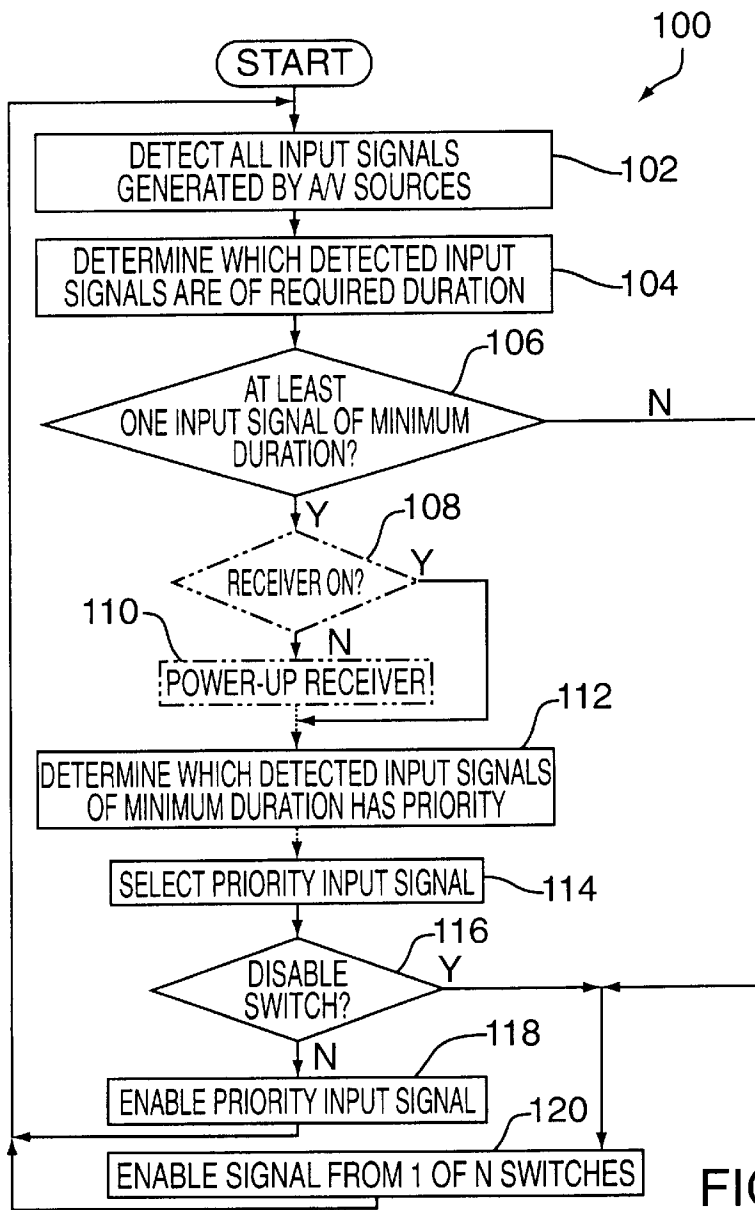 100
START
DETECT ALL INPUT SIGNALS
GENERATED BY A/V SOURCES
102
DETERMINE WHICH DETECTED INPUT
SIGNALS ARE OF REQUIRED DURATION
104
106
AT LEAST
ONE INPUT SIGNAL OF MINIMUM
DURATION?
N
Y
108
RECEIVER ON?
Y
110
N
POWER-UP RECEIVER
112
DETERMINE WHICH DETECTED INPUT SIGNALS
OF MINIMUM DURATION HAS PRIORITY
SELECT PRIORITY INPUT SIGNAL
114
116
DISABLE
SWITCH?
Y
N
118
ENABLE PRIORITY INPUT SIGNAL
120
ENABLE SIGNAL FROM 1 OF N SWITCHES